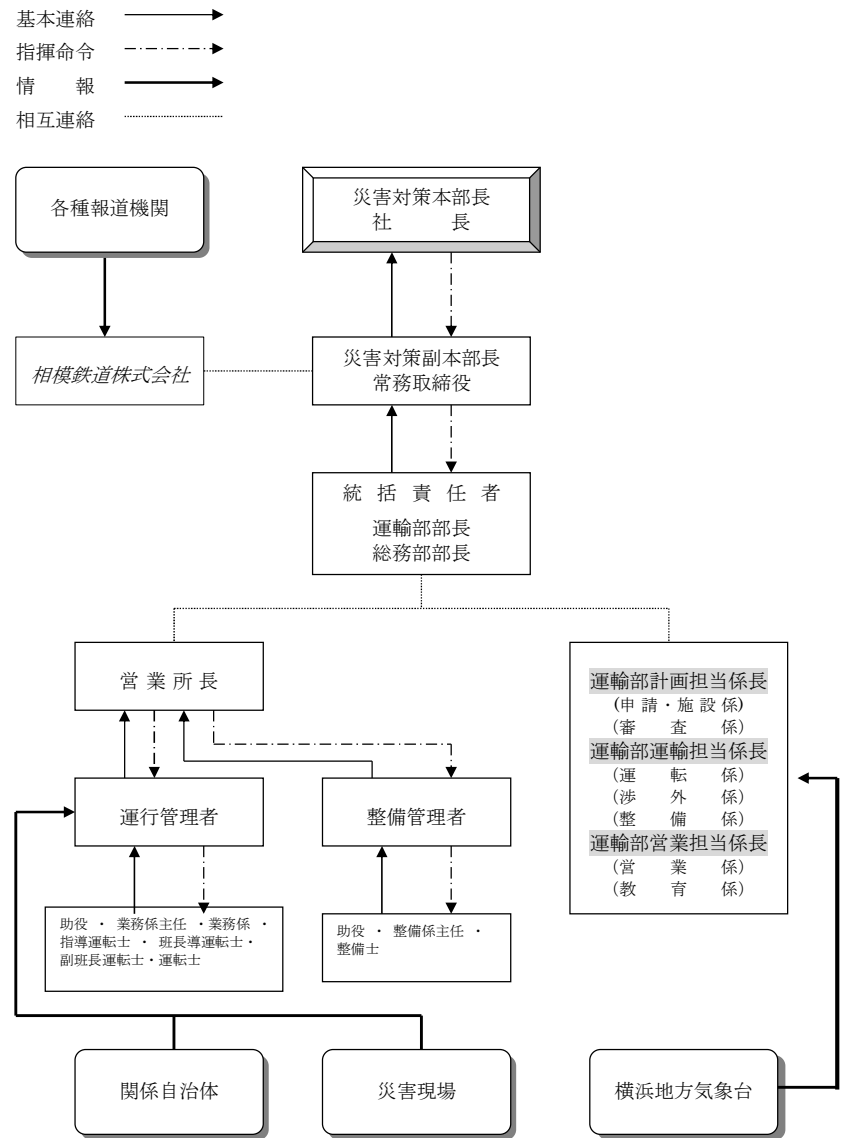 基本連絡
指揮命令
情　　報
相互連絡
各種報道機関
災害対策本部長
社　　　長
相模鉄道株式会社
災害対策副本部長
常務取締役
統 括 責 任 者
運輸部部長
総務部部長
営 業 所 長
運輸部計画担当係長
(申 請・施 設 係)
(審　　査　　係)
運輸部運輸担当係長
(運　　転　　係)
(渉　　外　　係)
(整　　備　　係)
運輸部営業担当係長
(営　　業　　係)
(教　　育　　係)
運行管理者
整備管理者
助役 ・ 業務係主任 ・業務係 ・
指導運転士 ・ 班長導運転士・
副班長運転士・運転士
助役 ・ 整備係主任 ・
整備士
関係自治体
災害現場
横浜地方気象台